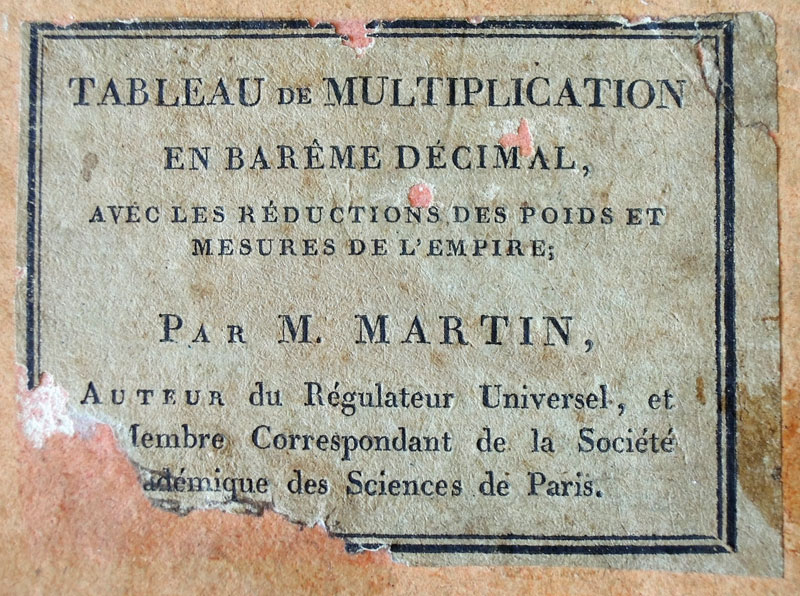 TABLEAU DE MULTIPLICATION
EN BARÊME DÉCIMAL,
AVEC LES RÉDUCTIONS DES POIDS ET
MESURES DE L'EMPIRE;
PAR M. MARTIN,
AUTEUR du Régulateur Universel, et
Membre Correspondant de la Société
adémique des Sciences de Paris.